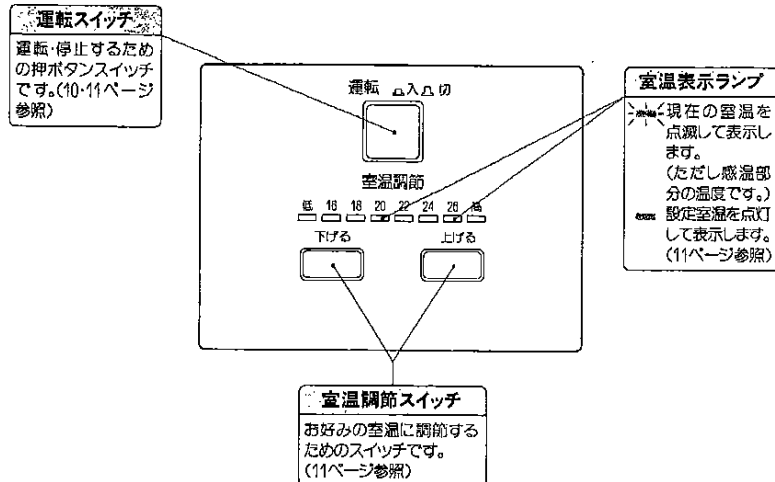 運転スイッチ
運転・停止するため
の押ボタンスイッチ
です。(10・11ページ
参照)
運転 入 切
室温調節
低 16 18 20 22 24 26 高
下げる 上げる
室温表示ランプ
現在の室温を
点滅して表示し
ます。
(ただし感温部
分の温度です。)
設定室温を点灯
して表示します。
(11ページ参照)
室温調節スイッチ
お好みの室温に調節する
ためのスイッチです。
(11ページ参照)